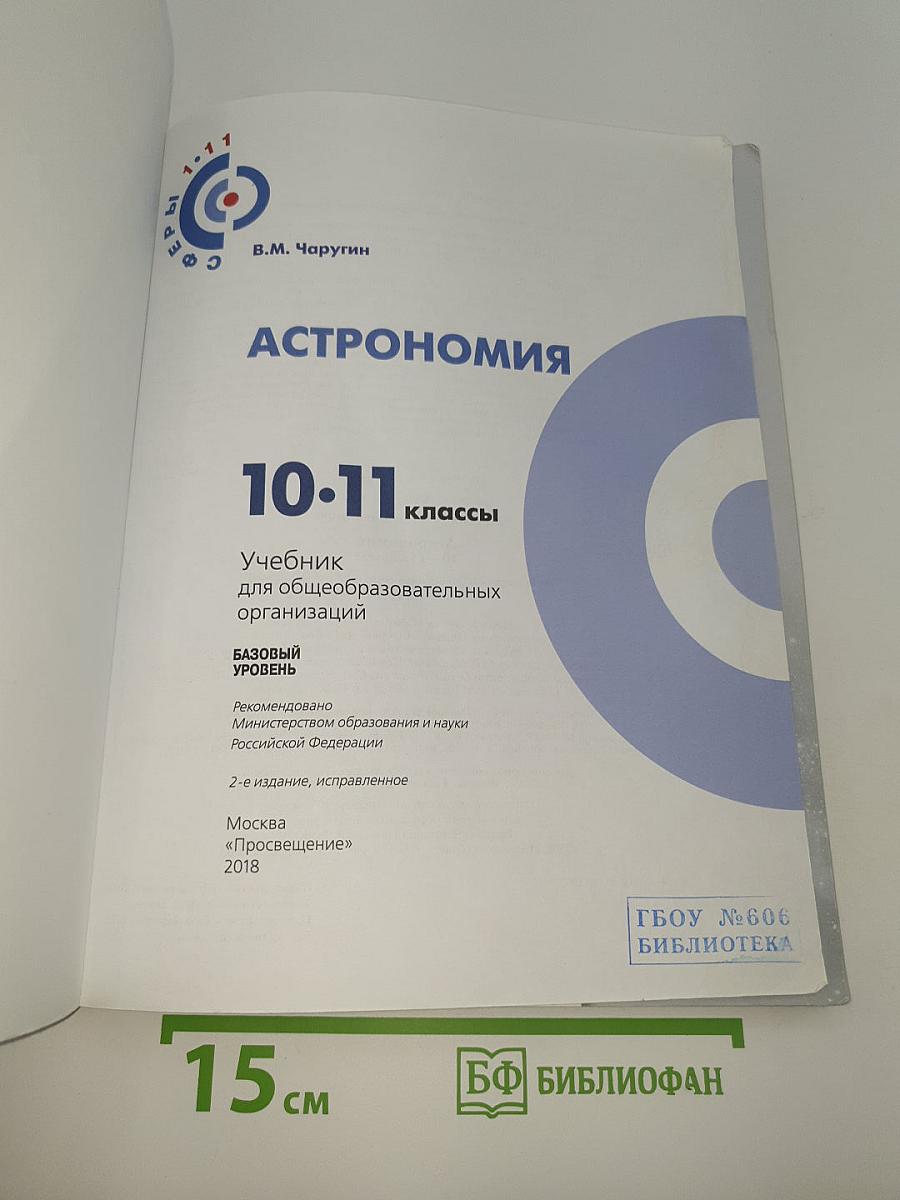 СФЕРЫ 1•11
В.М. Чаругин
АСТРОНОМИЯ
10•11 классы
Учебник
для общеобразовательных
организаций
БАЗОВЫЙ
УРОВЕНЬ
Рекомендовано
Министерством образования и науки
Российской Федерации
2-е издание, исправленное
Москва
«Просвещение»
2018
ГБОУ №606
БИБЛИОТЕКА
15 см
БФ БИБЛИОФАН